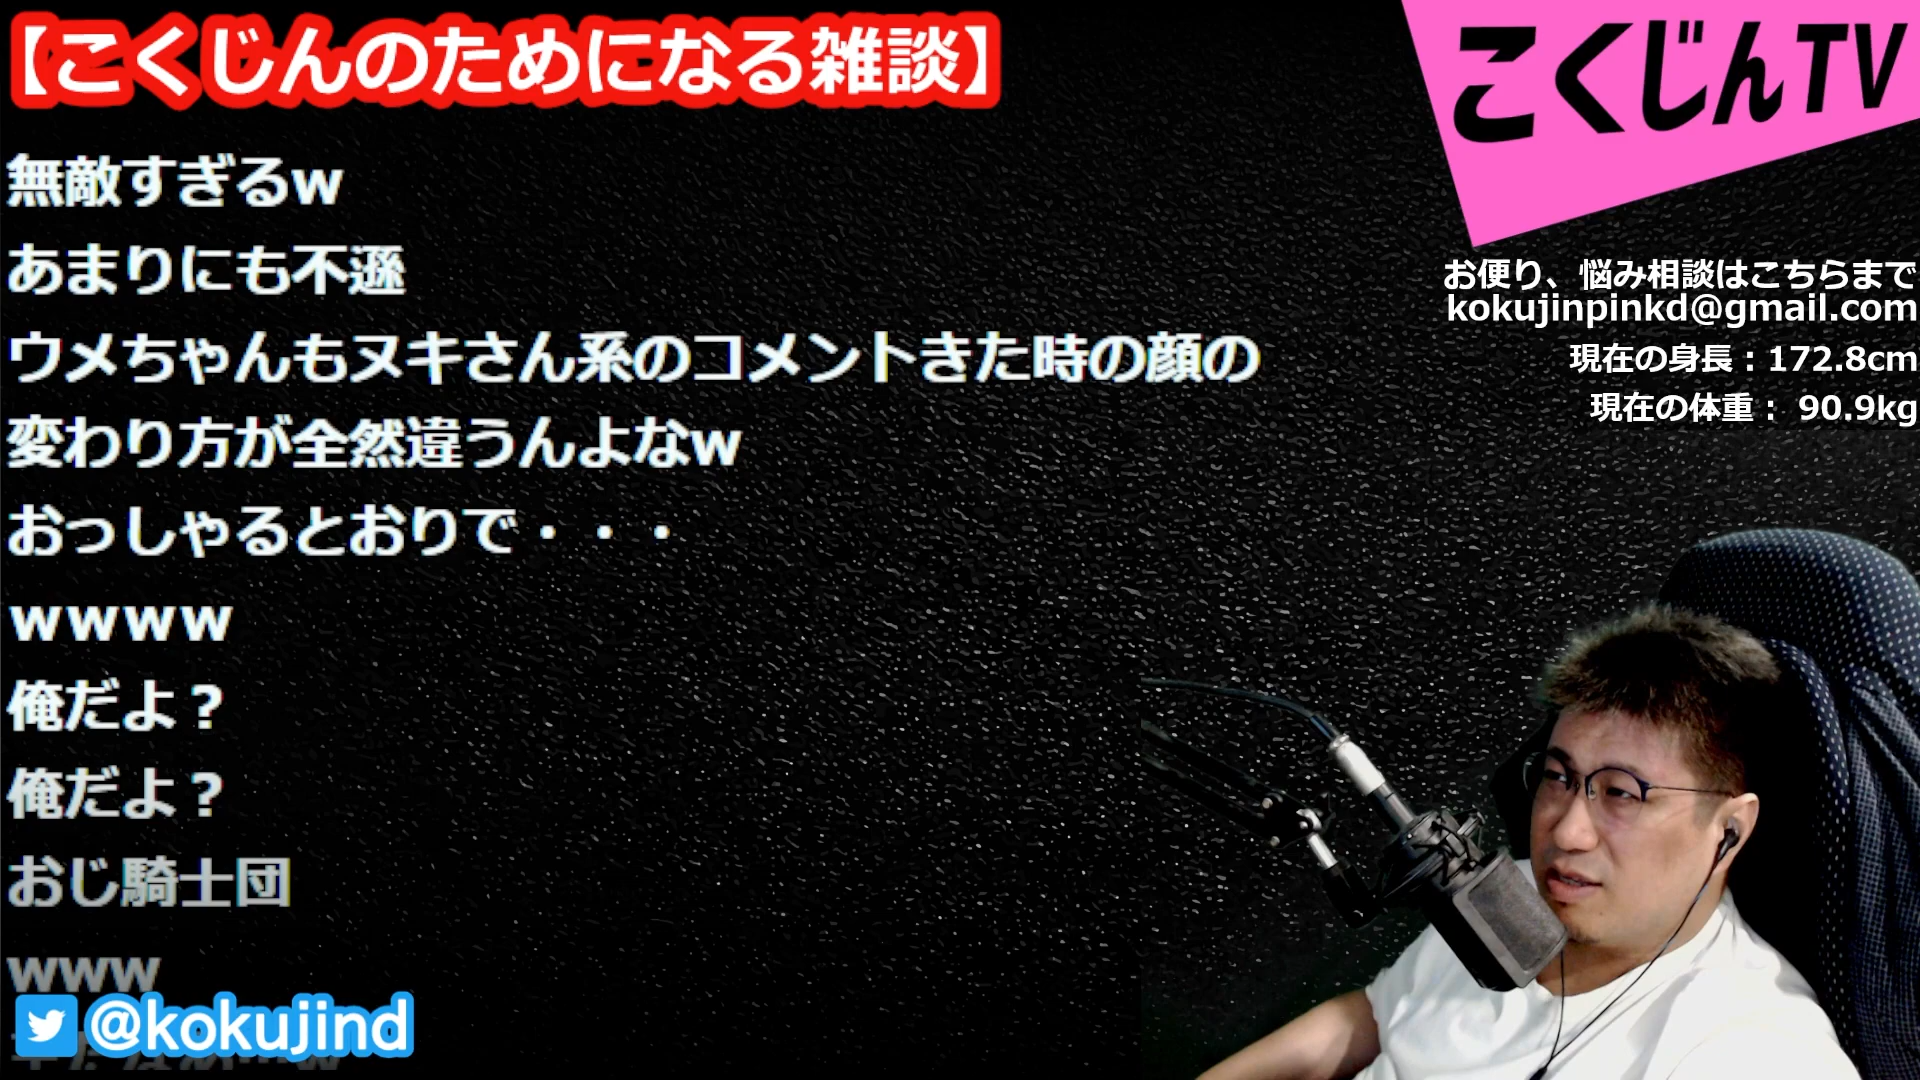 【こくじんのためになる雑談】
こくじんTV
無敵すぎるw
あまりにも不遜
ウメちゃんもヌキさん系のコメントきた時の顔の
変わり方が全然違うんよなw
おっしゃるとおりで・・・
wwww
俺だよ？
俺だよ？
おじ騎士団
www
@kokujind
お便り、悩み相談はこちらまで
kokujinpinkd@gmail.com
現在の身長：172.8cm
現在の体重： 90.9kg